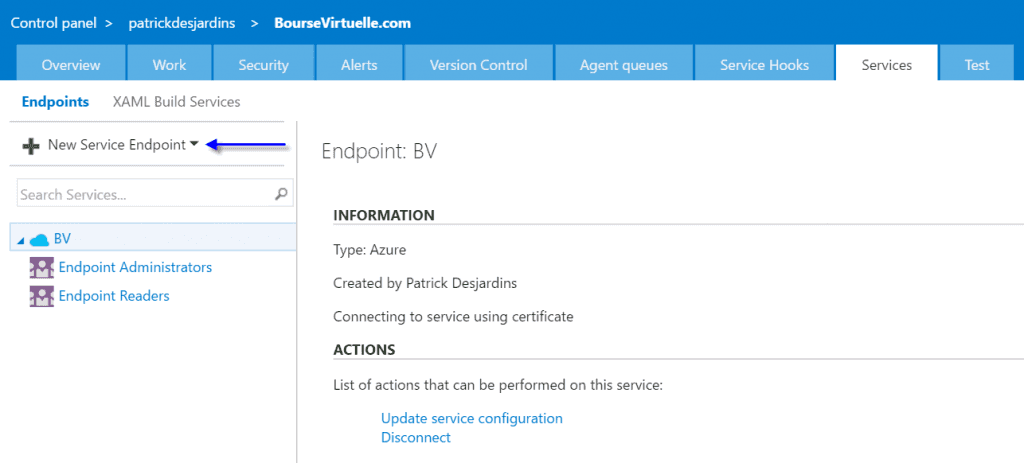 Control panel > patrickdesjardins > BourseVirtuelle.com
Overview Work Security Alerts Version Control Agent queues Service Hooks Services Test
Endpoints XAML Build Services
New Service Endpoint
Search Services...
BV
Endpoint Administrators
Endpoint Readers
Endpoint: BV
INFORMATION
Type: Azure
Created by Patrick Desjardins
Connecting to service using certificate
ACTIONS
List of actions that can be performed on this service:
Update service configuration
Disconnect